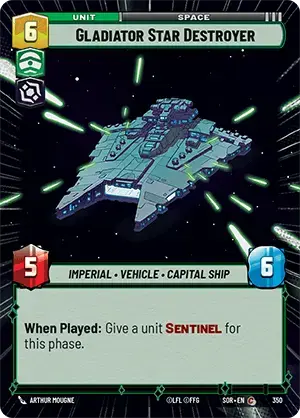 UNIT SPACE
6 GLADIATOR STAR DESTROYER
5 IMPERIAL • VEHICLE • CAPITAL SHIP 6
When Played: Give a unit SENTINEL for
this phase.
ARTHUR MOUGNE ©LFL ©FFG SOR • EN C 350